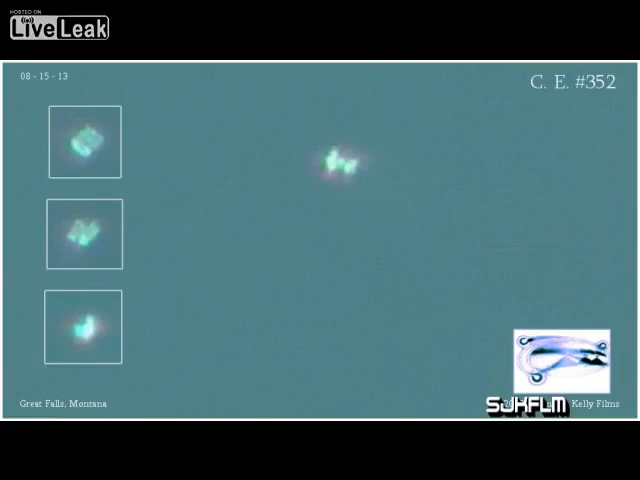 HOSTED ON
LiveLeak
08 - 15 - 13
C. E. #352
Great Falls, Montana
SJKFLM
Kelly Films